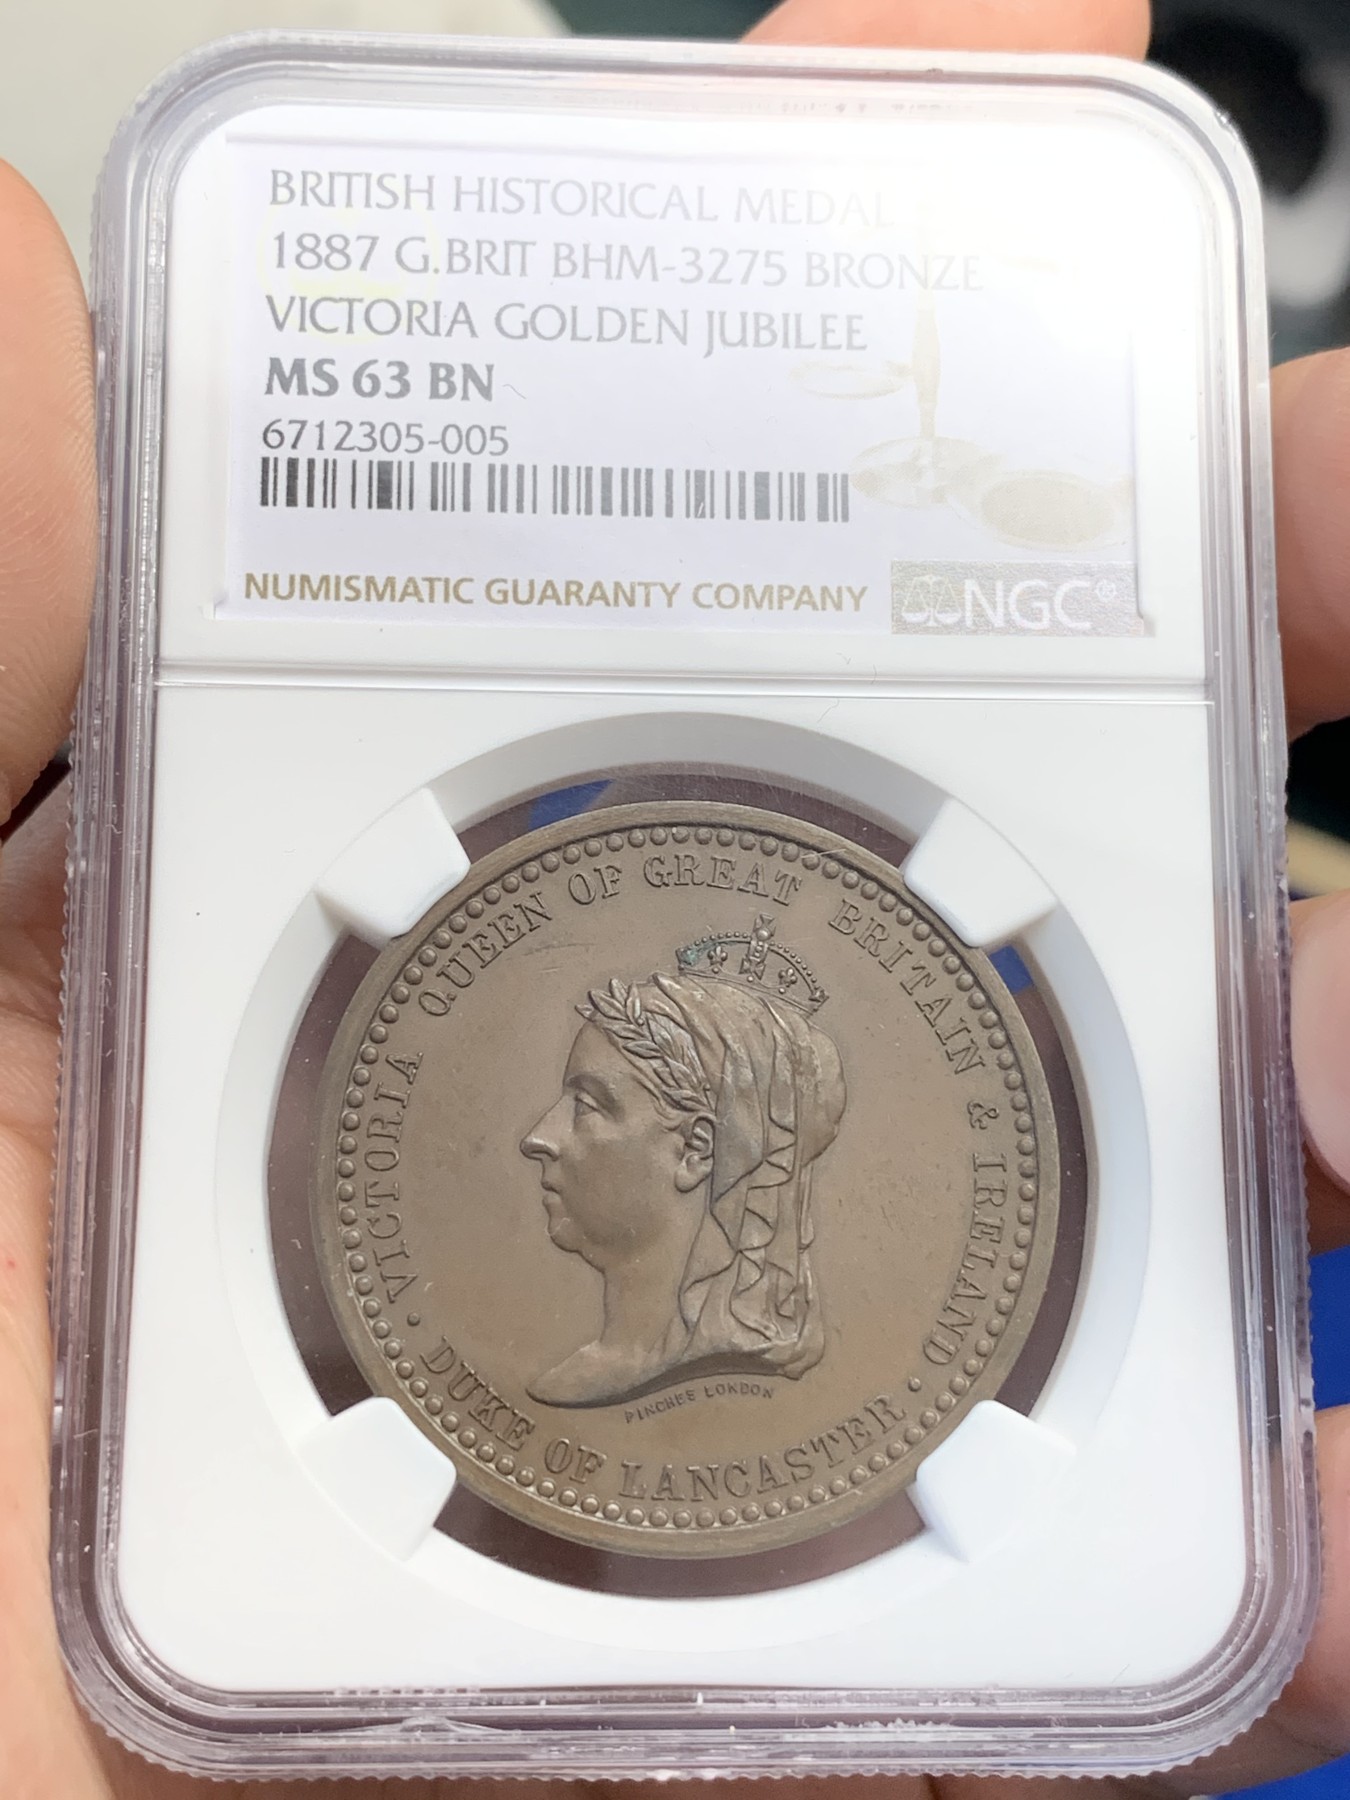 BRITISH HISTORICAL MEDAL
1887 G.BRIT BHM-3275 BRONZE
VICTORIA GOLDEN JUBILEE
MS 63 BN
6712305-005
NUMISMATIC GUARANTY COMPANY
NGC®
· VICTORIA QUEEN OF GREAT BRITAIN & IRELAND ·
DUKE OF LANCASTER
PINCHES LONDON